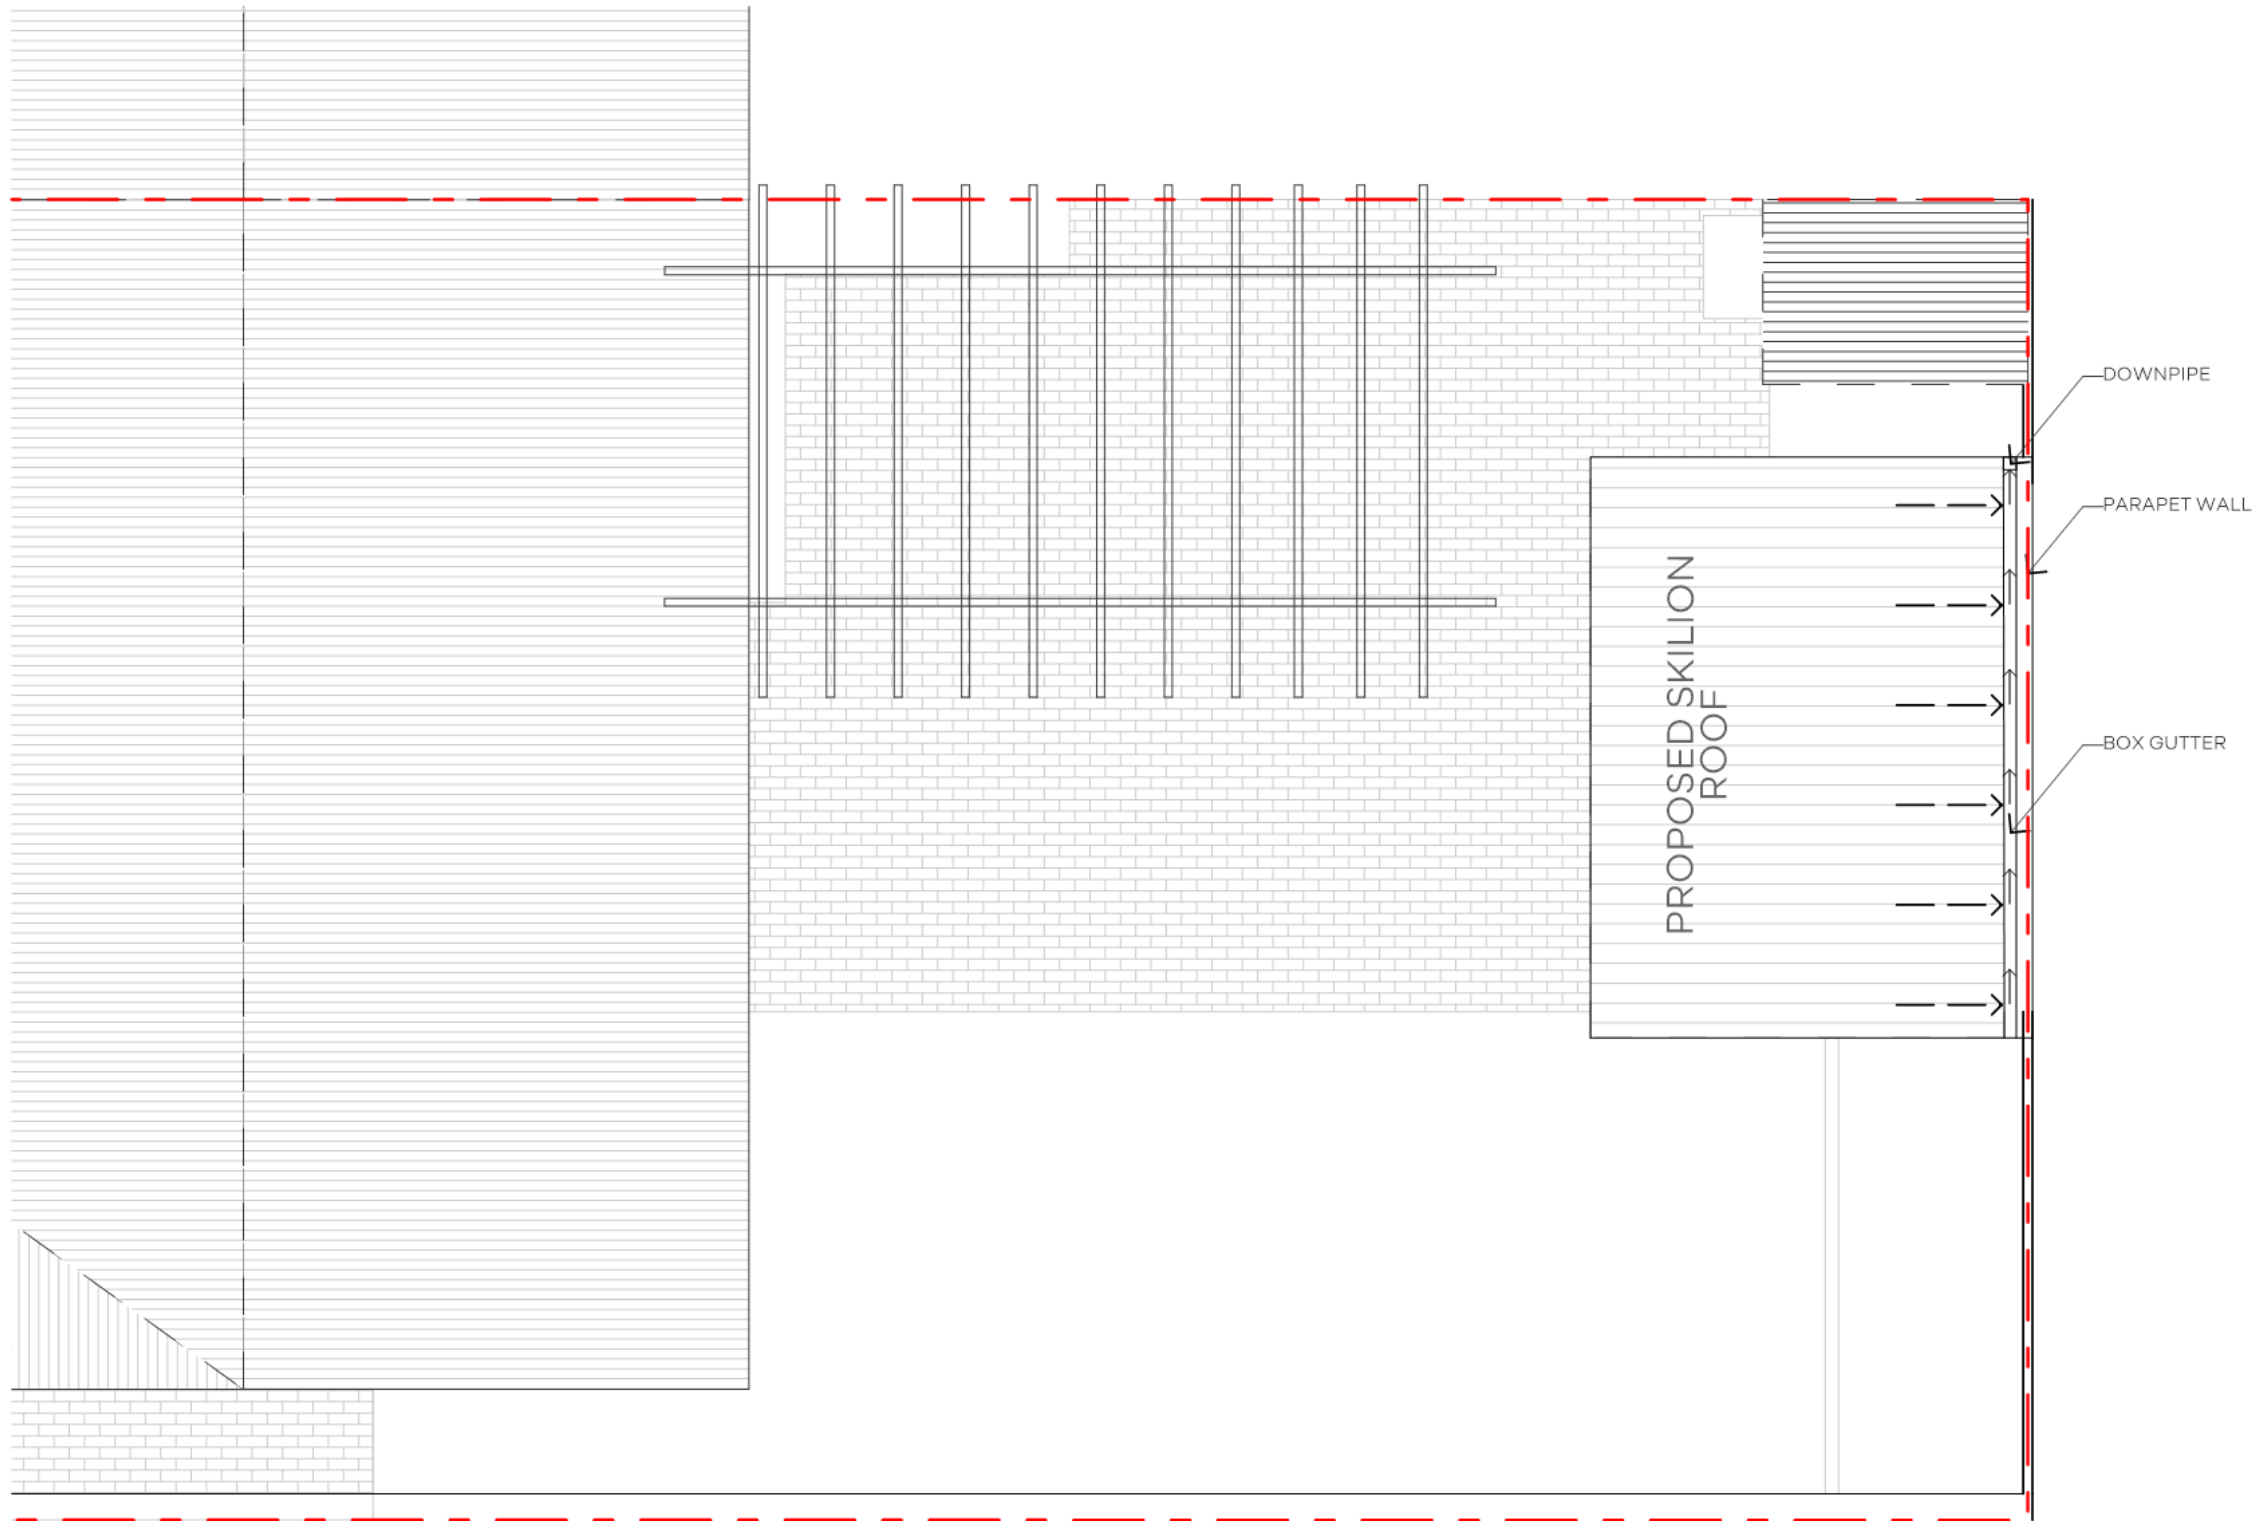 DOWNPIPE
PARAPET WALL
PROPOSED SKILION
ROOF
BOX GUTTER